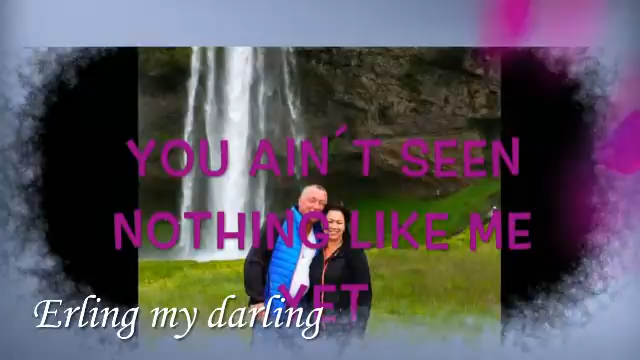 YOU AIN´T SEEN
NOTHING LIKE ME
YET
Erling my darling